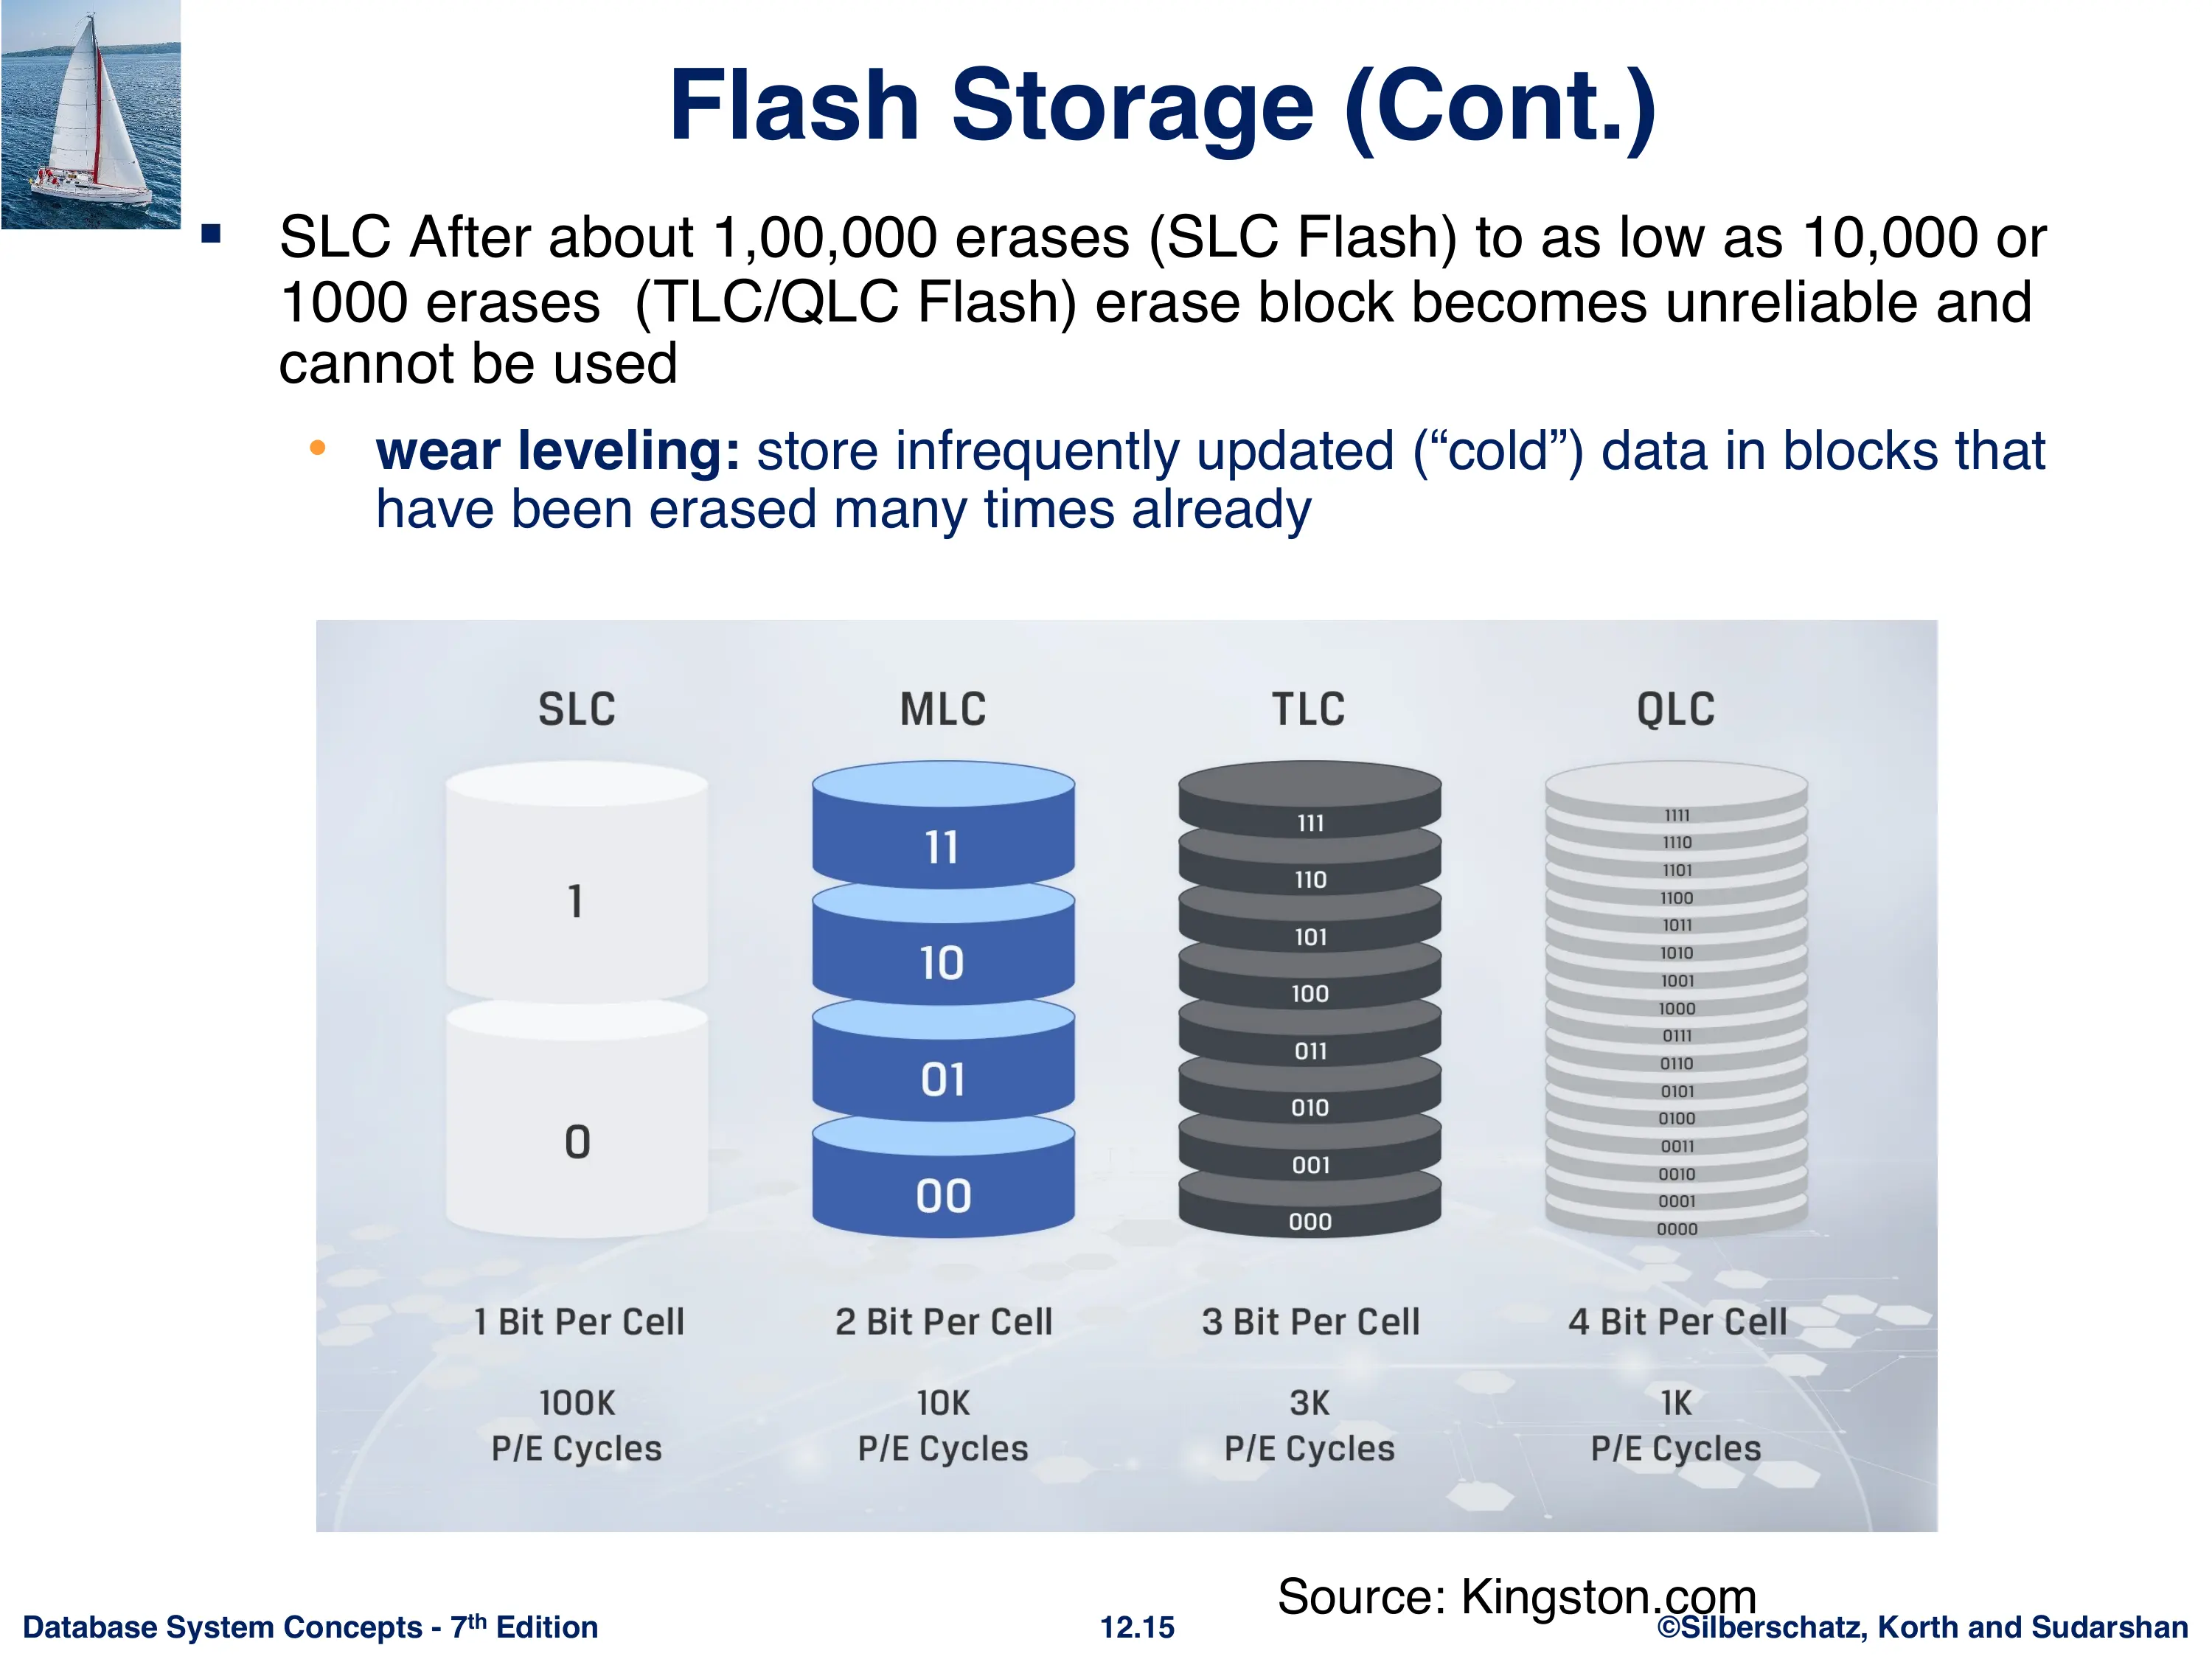 Flash Storage (Cont.)
▪ SLC After about 1,00,000 erases (SLC Flash) to as low as 10,000 or
1000 erases  (TLC/QLC Flash) erase block becomes unreliable and
cannot be used
• wear leveling: store infrequently updated (“cold”) data in blocks that
have been erased many times already
SLC
1
0
1 Bit Per Cell
100K
P/E Cycles
MLC
11
10
01
00
2 Bit Per Cell
10K
P/E Cycles
TLC
111
110
101
100
011
010
001
000
3 Bit Per Cell
3K
P/E Cycles
QLC
1111
1110
1101
1100
1011
1010
1001
1000
0111
0110
0101
0100
0011
0010
0001
0000
4 Bit Per Cell
1K
P/E Cycles
Source: Kingston.com
Database System Concepts - 7th Edition
12.15
©Silberschatz, Korth and Sudarshan